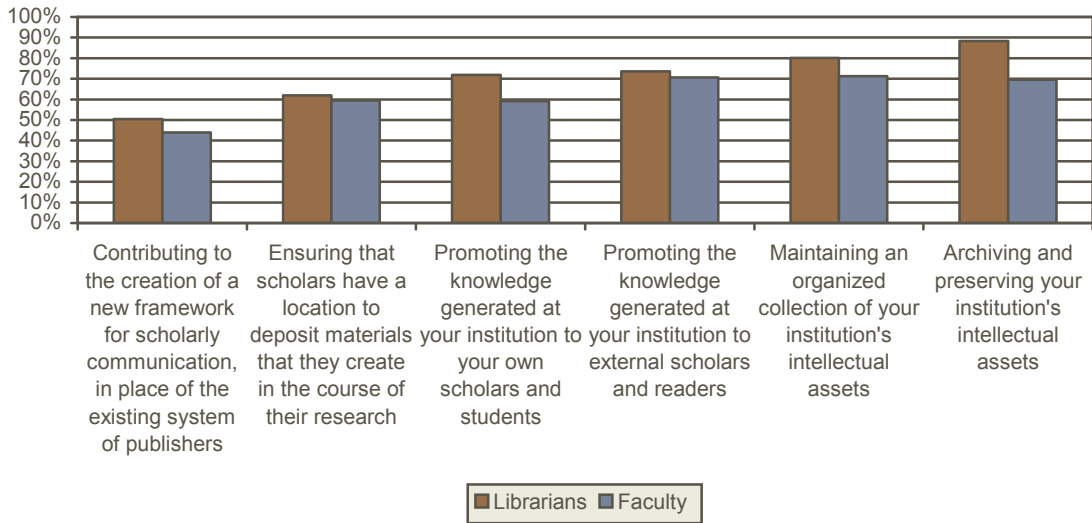 100%
90%
80%
70%
60%
50%
40%
30%
20%
10%
0%
Contributing to
the creation of a
new framework
for scholarly
communication,
in place of the
existing system
of publishers
Ensuring that
scholars have a
location to
deposit materials
that they create
in the course of
their research
Promoting the
knowledge
generated at
your institution to
your own
scholars and
students
Promoting the
knowledge
generated at
your institution to
external scholars
and readers
Maintaining an
organized
collection of your
institution's
intellectual
assets
Archiving and
preserving your
institution's
intellectual
assets
Librarians
Faculty